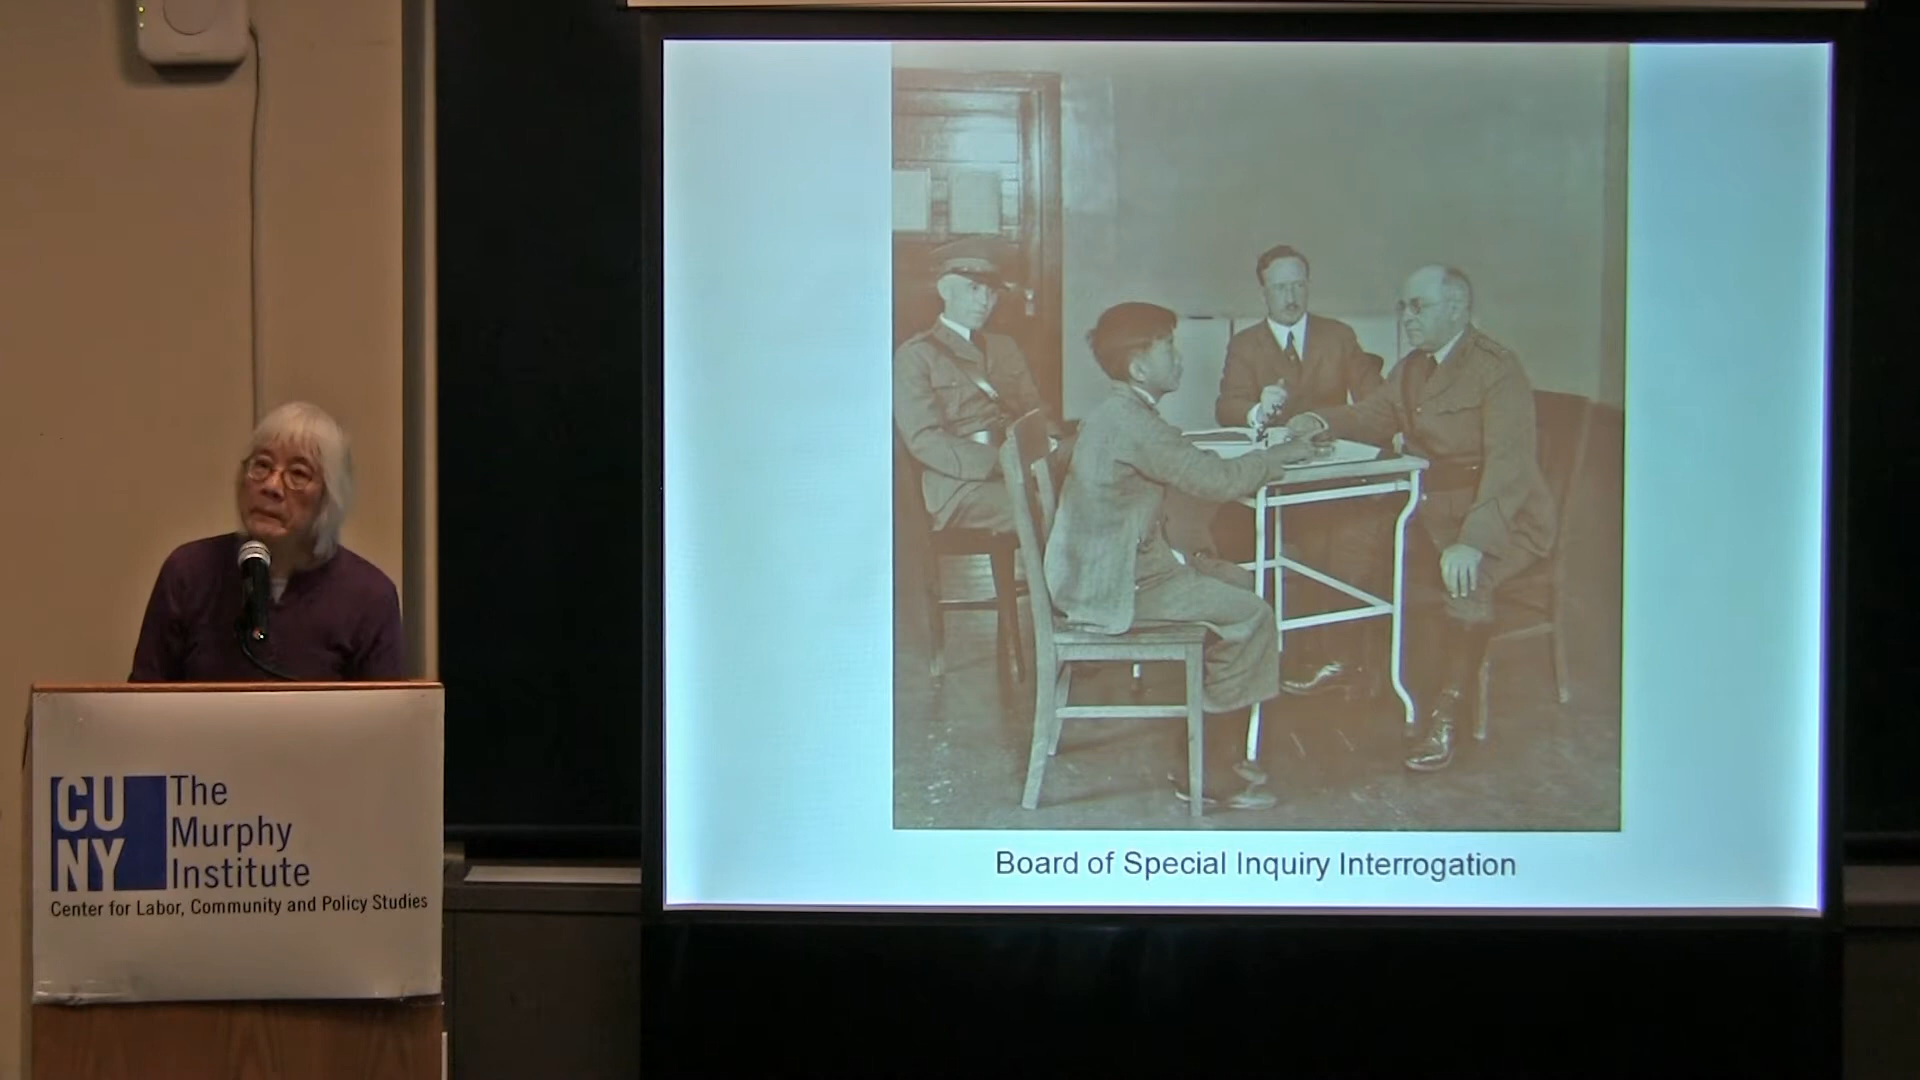 CU
NY
The
Murphy
Institute
Center for Labor, Community and Policy Studies
Board of Special Inquiry Interrogation